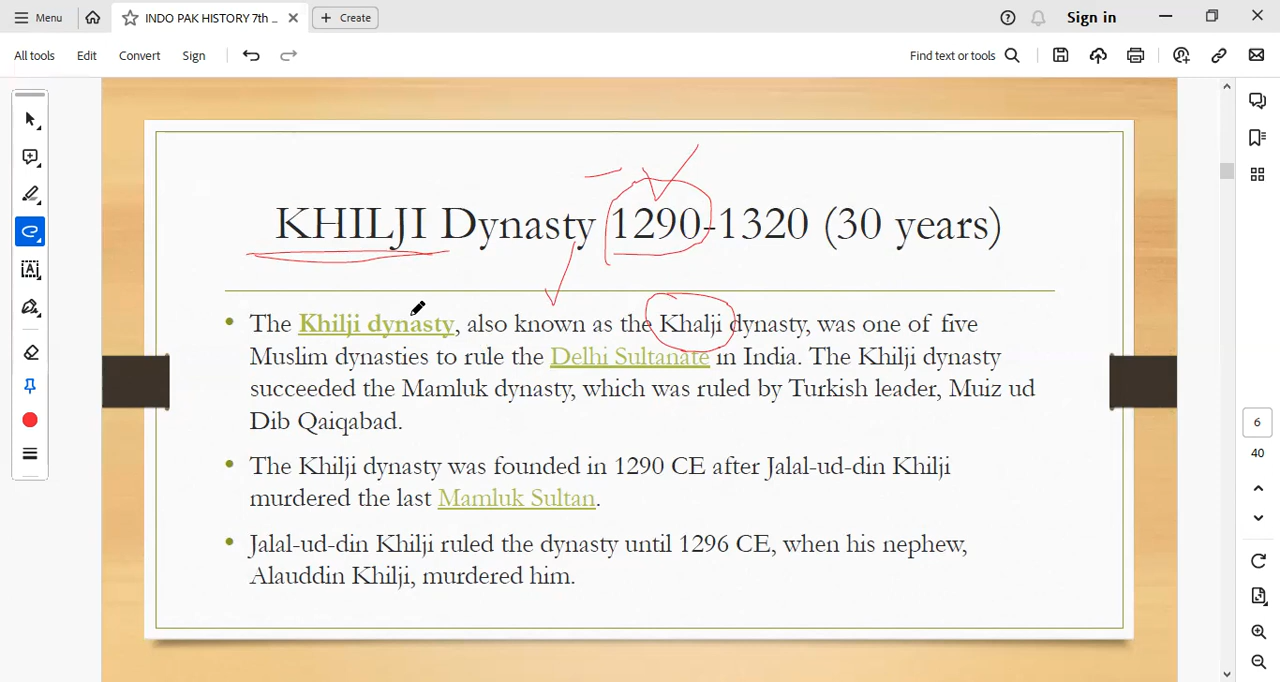 Menu
INDO PAK HISTORY 7th ...
Create
Sign in
All tools
Edit
Convert
Sign
Find text or tools
KHILJI Dynasty 1290-1320 (30 years)
• The Khilji dynasty, also known as the Khalji dynasty, was one of five
Muslim dynasties to rule the Delhi Sultanate in India. The Khilji dynasty
succeeded the Mamluk dynasty, which was ruled by Turkish leader, Muiz ud
Dib Qaiqabad.
• The Khilji dynasty was founded in 1290 CE after Jalal-ud-din Khilji
murdered the last Mamluk Sultan.
• Jalal-ud-din Khilji ruled the dynasty until 1296 CE, when his nephew,
Alauddin Khilji, murdered him.
6
40